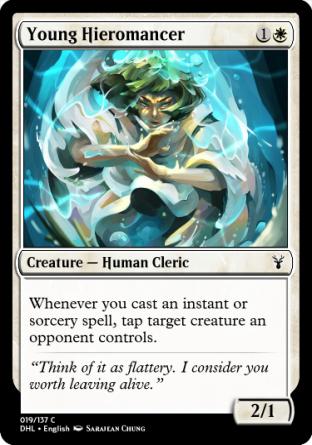 Young Hieromancer 1
Creature — Human Cleric
Whenever you cast an instant or
sorcery spell, tap target creature an
opponent controls.
“Think of it as flattery. I consider you
worth leaving alive.”
2/1
019/137 C
DHL • English Sarafean Chung